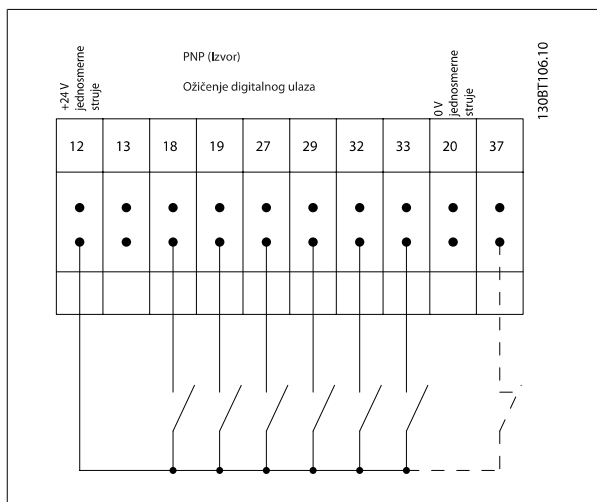 PNP (Izvor)
Ožičenje digitalnog ulaza
+24 V
jednosmerne
struje
0 V
jednosmerne
struje
130BT106.10
12 13 18 19 27 29 32 33 20 37